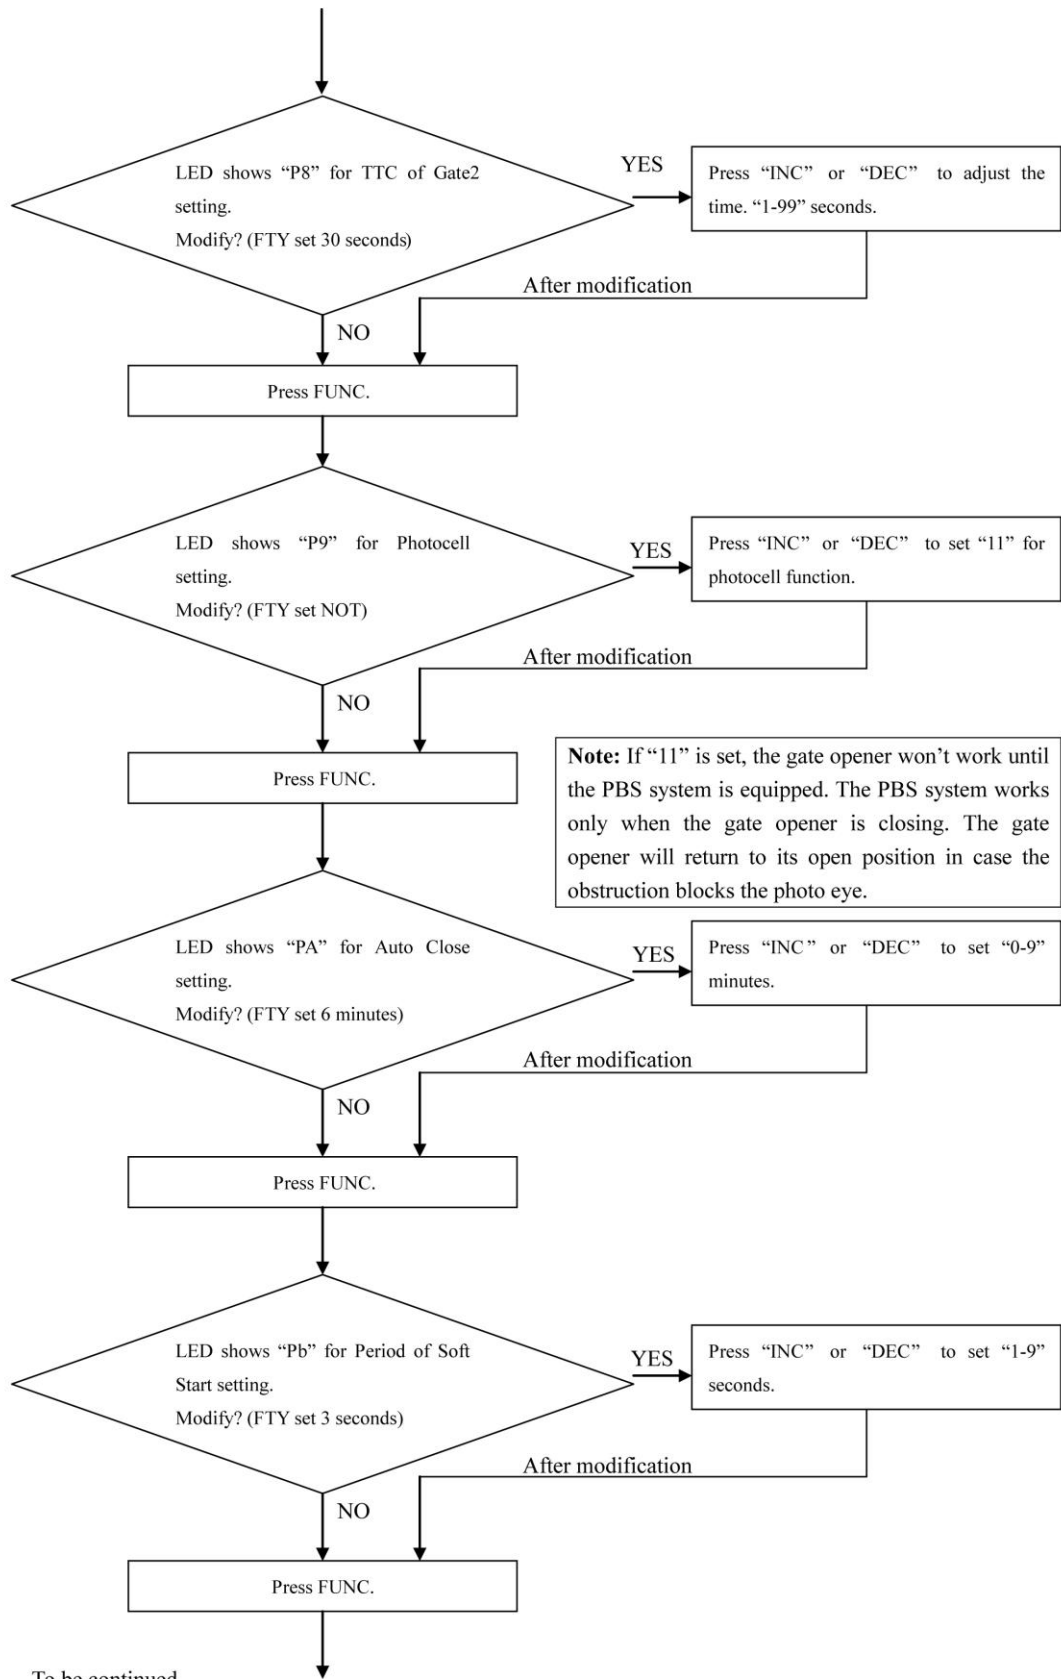 LED shows “P8” for TTC of Gate2
setting.
Modify? (FTY set 30 seconds)
YES
Press “INC” or “DEC” to adjust the
time. “1-99” seconds.
After modification
NO
Press FUNC.
LED shows “P9” for Photocell
setting.
Modify? (FTY set NOT)
YES
Press “INC” or “DEC” to set “11” for
photocell function.
After modification
NO
Press FUNC.
Note: If “11” is set, the gate opener won’t work until
the PBS system is equipped. The PBS system works
only when the gate opener is closing. The gate
opener will return to its open position in case the
obstruction blocks the photo eye.
LED shows “PA” for Auto Close
setting.
Modify? (FTY set 6 minutes)
YES
Press “INC” or “DEC” to set “0-9”
minutes.
After modification
NO
Press FUNC.
LED shows “Pb” for Period of Soft
Start setting.
Modify? (FTY set 3 seconds)
YES
Press “INC” or “DEC” to set “1-9”
seconds.
After modification
NO
Press FUNC.
To be continued